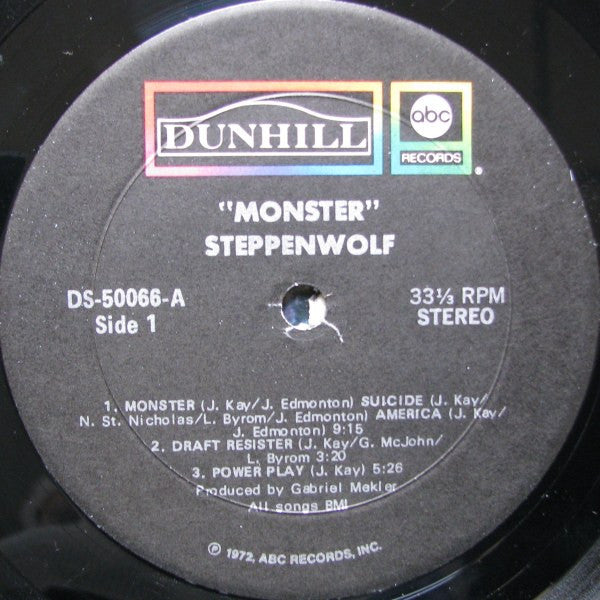 DUNHILL
abc
RECORDS
®
"MONSTER"
STEPPENWOLF
DS-50066-A
Side 1
33⅓ RPM
STEREO
1. MONSTER (J. Kay/J. Edmonton) SUICIDE (J. Kay/
N. St. Nicholas/L. Byrom/J. Edmonton) AMERICA (J. Kay/
J. Edmonton) 9:15
2. DRAFT RESISTER (J. Kay/G. McJohn/
L. Byrom 3:20
3. POWER PLAY (J. Kay) 5:26
Produced by Gabriel Mekler
All songs BMI
℗ 1972, ABC RECORDS, INC.